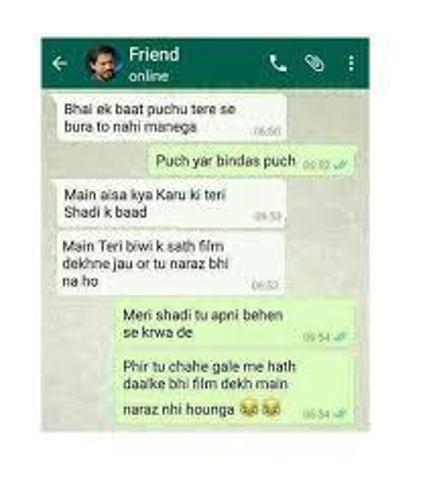 Friend
online
Bhai ek baat puchu tere se
bura to nahi manega
06:50
Puch yar bindas puch 06:52
Main aisa kya Karu ki teri
Shadi k baad
06:53
Main Teri biwi k sath film
dekhne jau or tu naraz bhi
na ho
06:53
Meri shadi tu apni behen
se krwa de
06:54
Phir tu chahe gale me hath
daalke bhi film dekh main
naraz nhi hounga 😂😂 06:54